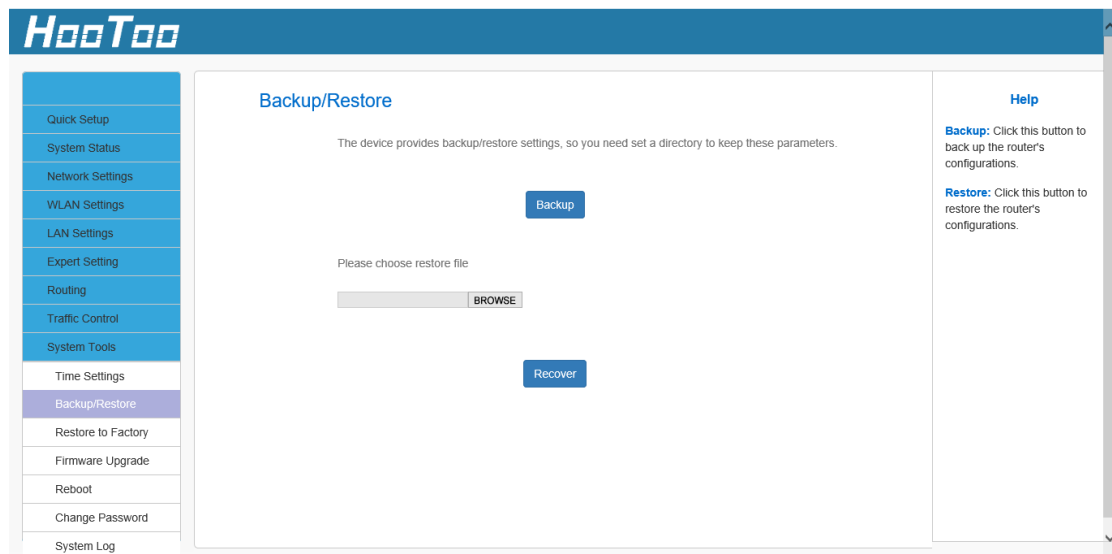 HooToo
Quick Setup
System Status
Network Settings
WLAN Settings
LAN Settings
Expert Setting
Routing
Traffic Control
System Tools
Time Settings
Backup/Restore
Restore to Factory
Firmware Upgrade
Reboot
Change Password
System Log
Backup/Restore
The device provides backup/restore settings, so you need set a directory to keep these parameters.
Backup
Please choose restore file
BROWSE
Recover
Help
Backup: Click this button to
back up the router's
configurations.
Restore: Click this button to
restore the router's
configurations.